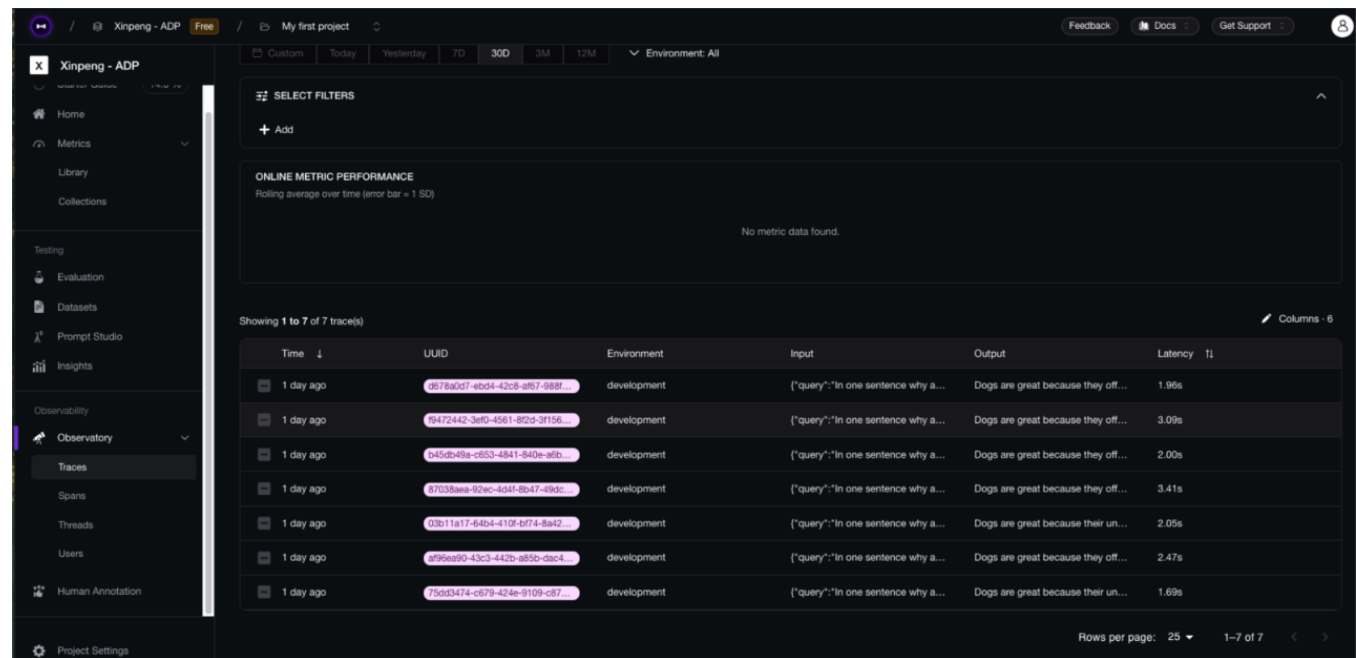 / Xinpeng - ADP Free / My first project
Feedback Docs Get Support 8
X Xinpeng - ADP
Home
Metrics
Library
Collections
Testing
Evaluation
Datasets
Prompt Studio
Insights
Observability
Observatory
Traces
Spans
Threads
Users
Human Annotation
Project Settings
Custom Today Yesterday 7D 30D 3M 12M Environment: All
SELECT FILTERS
+ Add
ONLINE METRIC PERFORMANCE
Rolling average over time (error bar = 1 SD)
No metric data found.
Showing 1 to 7 of 7 trace(s) Columns · 6
Time ↓ UUID Environment Input Output Latency ↑↓
1 day ago d678a0d7-ebd4-42c8-af67-988f... development {"query":"In one sentence why a... Dogs are great because they off... 1.96s
1 day ago f9472442-3ef0-4561-8f2d-3f156... development {"query":"In one sentence why a... Dogs are great because they off... 3.09s
1 day ago b45db49a-c653-4841-840e-a6b... development {"query":"In one sentence why a... Dogs are great because they off... 2.00s
1 day ago 87038aea-92ec-4d4f-8b47-49dc... development {"query":"In one sentence why a... Dogs are great because they off... 3.41s
1 day ago 03b11a17-64b4-410f-bf74-8a42... development {"query":"In one sentence why a... Dogs are great because their un... 2.05s
1 day ago af96ea90-43c3-442b-a85b-dac4... development {"query":"In one sentence why a... Dogs are great because they off... 2.47s
1 day ago 75dd3474-c679-424e-9109-c87... development {"query":"In one sentence why a... Dogs are great because their un... 1.69s
Rows per page: 25 1–7 of 7